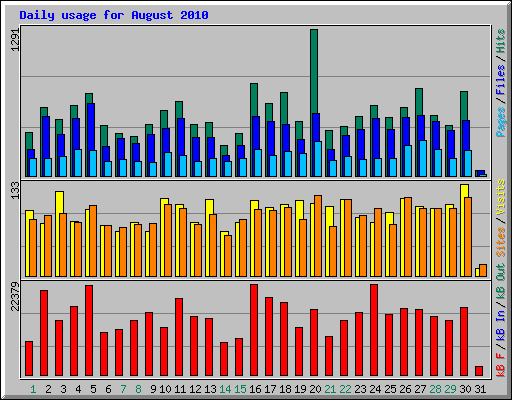 Daily usage for August 2010
1291
133
22379
Pages / Files / Hits
Sites / Visits
kB F / kB In / kB Out
1 2 3 4 5 6 7 8 9 10 11 12 13 14 15 16 17 18 19 20 21 22 23 24 25 26 27 28 29 30 31